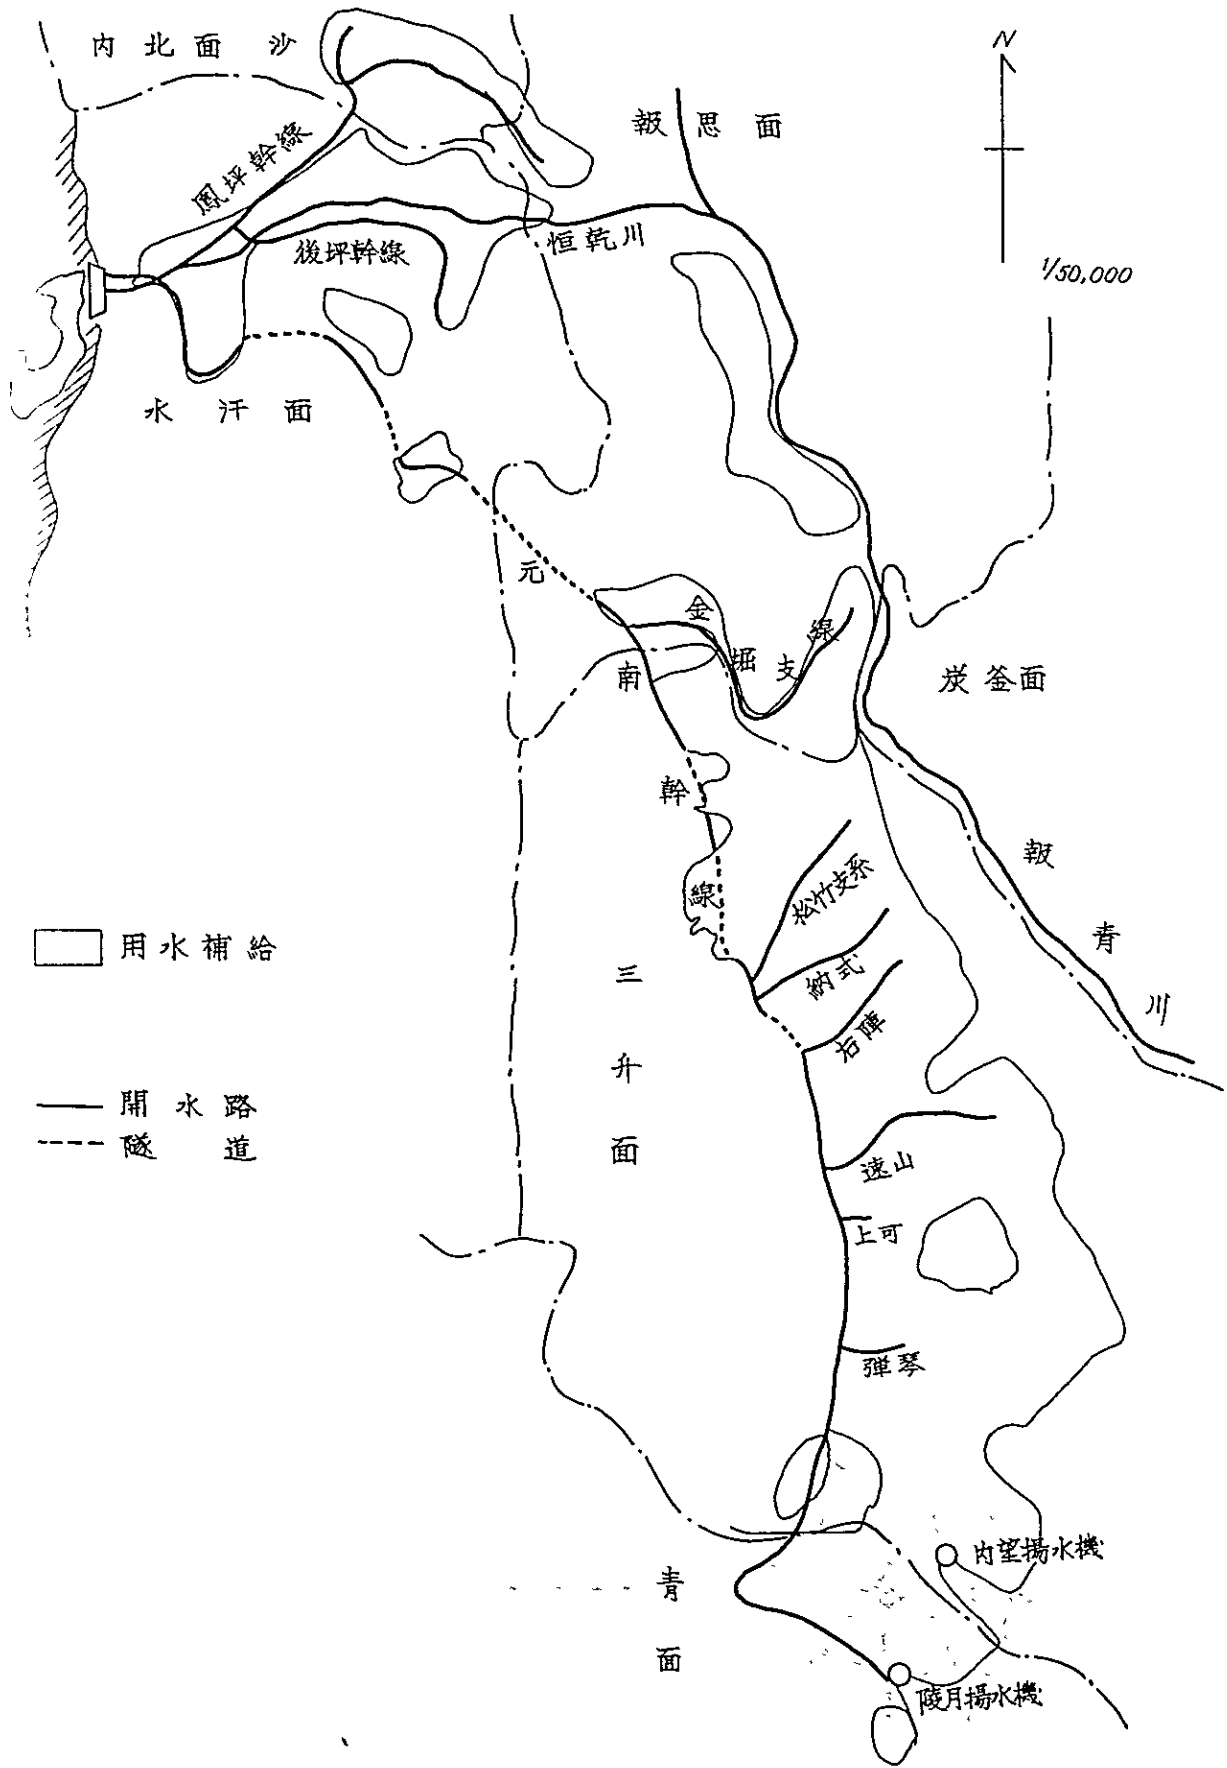 内北面 沙
報思面
N
1/50,000
鳳坪幹線
後坪幹線
恒乾川
水汗面
元南幹線
金堀支線
炭釜面
報青川
松竹支系
納式
右陣
速山
上可
弾琴
三升面
用水補給
開水路
隧道
青面
内望揚水機
陵月揚水機